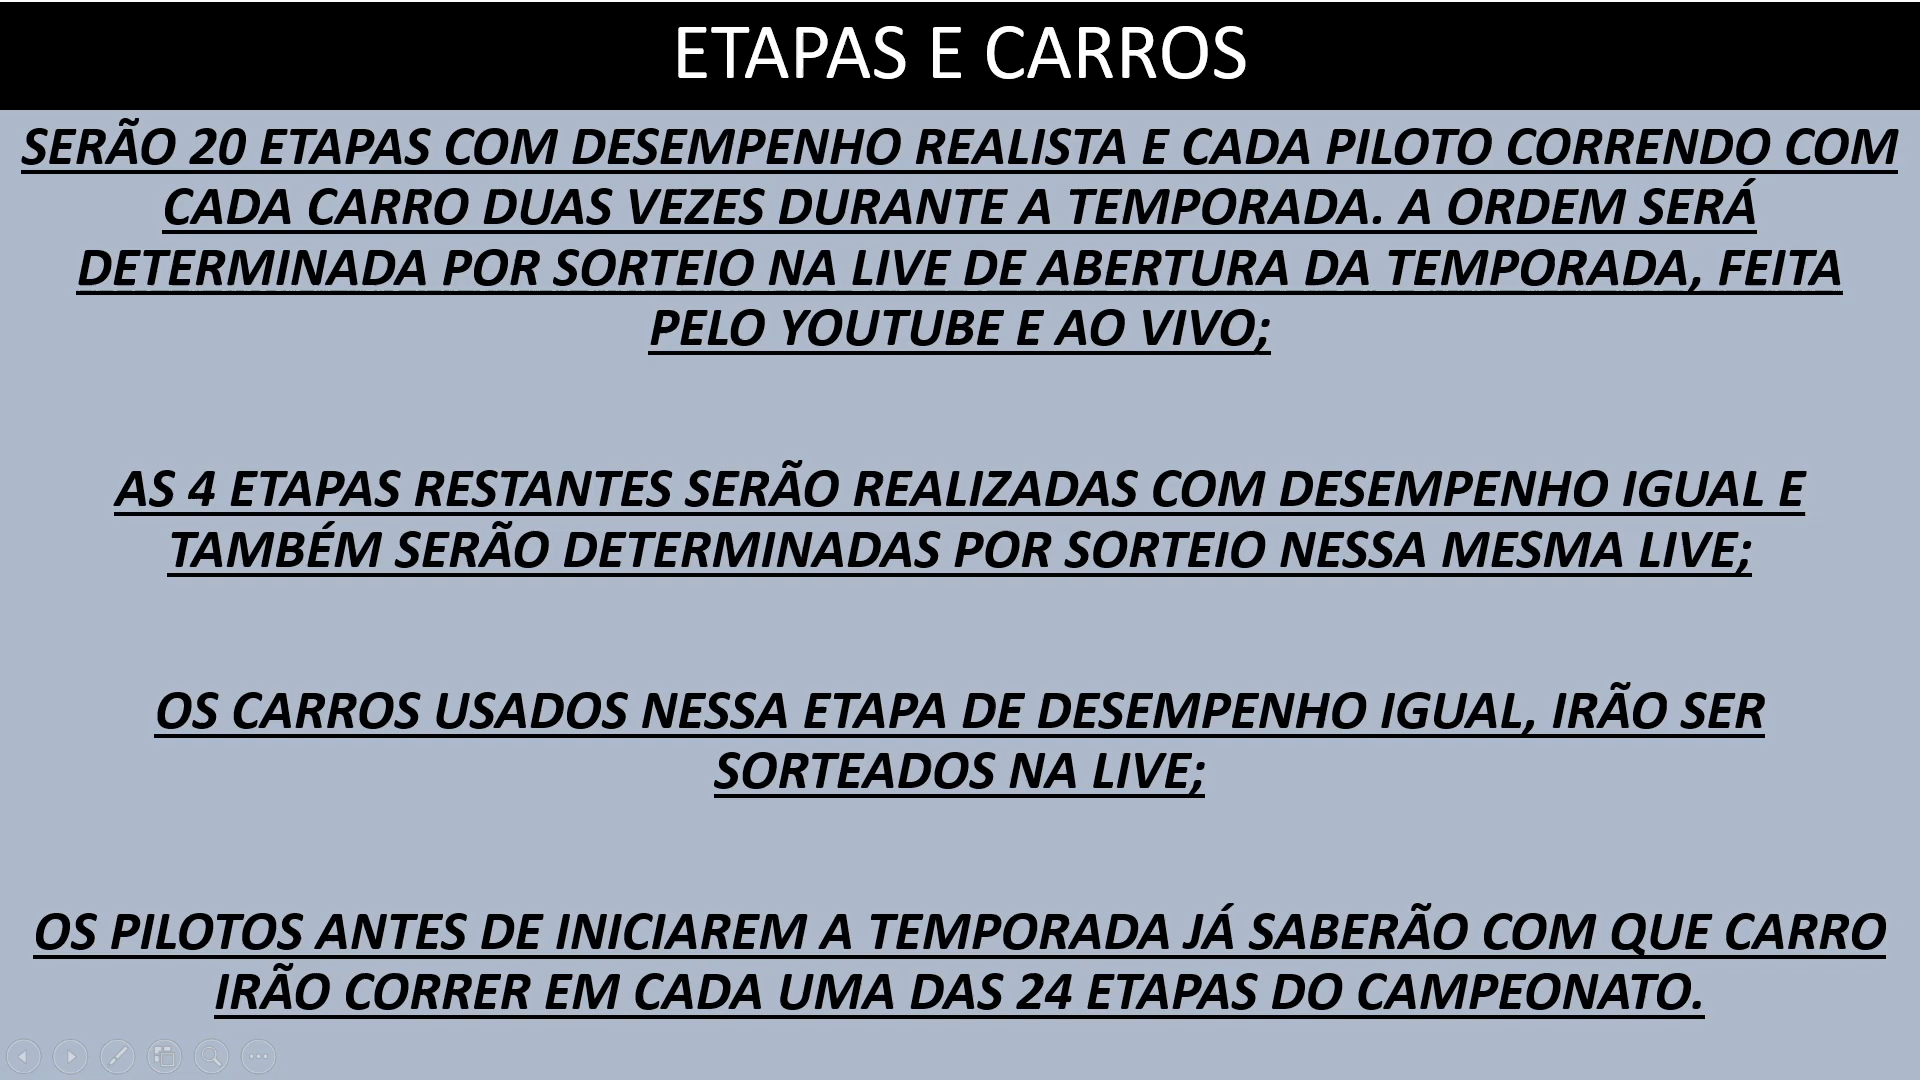 ETAPAS E CARROS
SERÃO 20 ETAPAS COM DESEMPENHO REALISTA E CADA PILOTO CORRENDO COM
CADA CARRO DUAS VEZES DURANTE A TEMPORADA. A ORDEM SERÁ
DETERMINADA POR SORTEIO NA LIVE DE ABERTURA DA TEMPORADA, FEITA
PELO YOUTUBE E AO VIVO;
AS 4 ETAPAS RESTANTES SERÃO REALIZADAS COM DESEMPENHO IGUAL E
TAMBÉM SERÃO DETERMINADAS POR SORTEIO NESSA MESMA LIVE;
OS CARROS USADOS NESSA ETAPA DE DESEMPENHO IGUAL, IRÃO SER
SORTEADOS NA LIVE;
OS PILOTOS ANTES DE INICIAREM A TEMPORADA JÁ SABERÃO COM QUE CARRO
IRÃO CORRER EM CADA UMA DAS 24 ETAPAS DO CAMPEONATO.